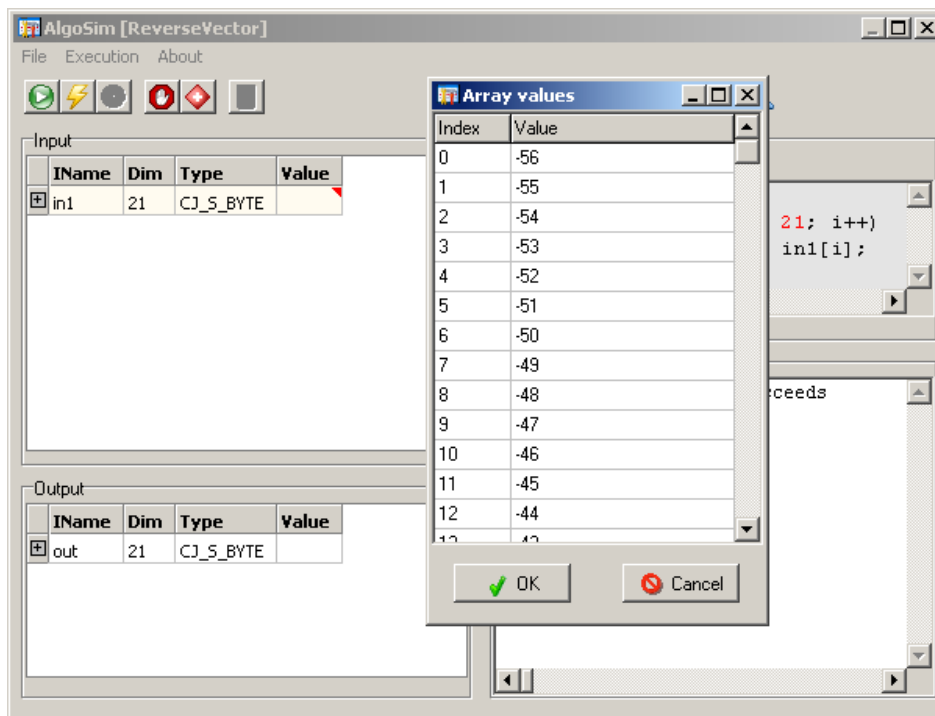 AlgoSim [ReverseVector]
File Execution About
Input
IName Dim Type Value
in1 21 CJ_S_BYTE
Output
IName Dim Type Value
out 21 CJ_S_BYTE
Array values
Index Value
0 -56
1 -55
2 -54
3 -53
4 -52
5 -51
6 -50
7 -49
8 -48
9 -47
10 -46
11 -45
12 -44
13 -43
OK Cancel
21; i++)
in1[i];
ceeds